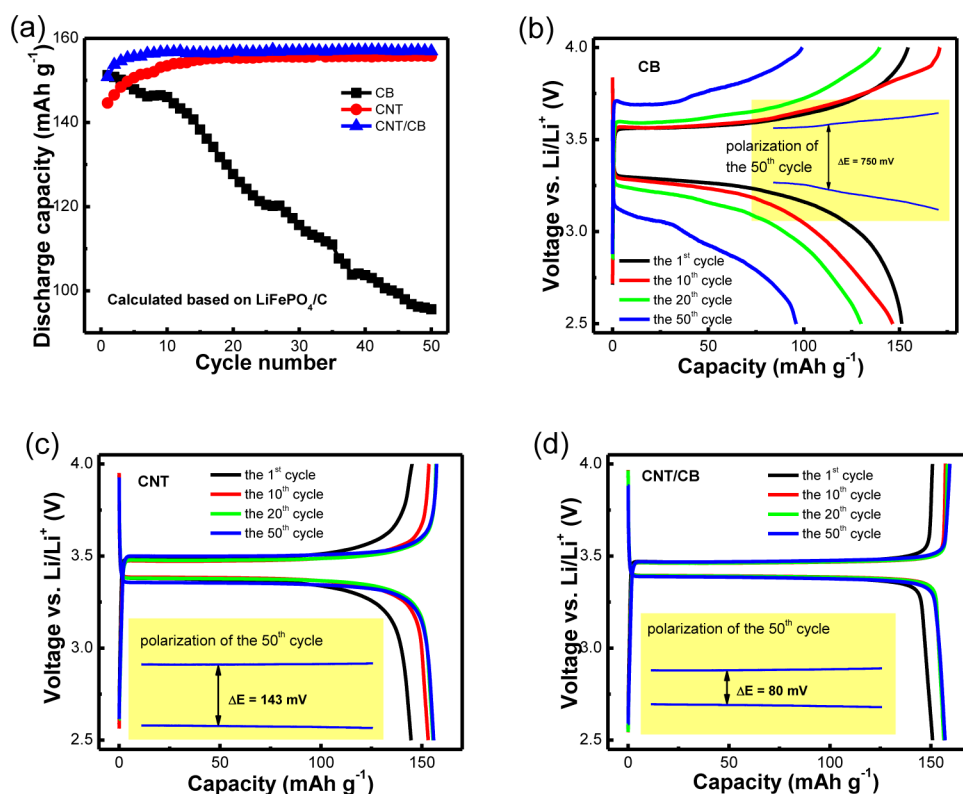 (a)
160
140
120
100
0
10
20
30
40
50
Discharge capacity (mAh g⁻¹)
Cycle number
CB
CNT
CNT/CB
Calculated based on LiFePO₄/C
(b)
4.0
3.5
3.0
2.5
0
50
100
150
Voltage vs. Li/Li⁺ (V)
Capacity (mAh g⁻¹)
CB
polarization of
the 50ᵗʰ cycle
ΔE = 750 mV
the 1ˢᵗ cycle
the 10ᵗʰ cycle
the 20ᵗʰ cycle
the 50ᵗʰ cycle
(c)
4.0
3.5
3.0
2.5
0
50
100
150
Voltage vs. Li/Li⁺ (V)
Capacity (mAh g⁻¹)
CNT
the 1ˢᵗ cycle
the 10ᵗʰ cycle
the 20ᵗʰ cycle
the 50ᵗʰ cycle
polarization of the 50ᵗʰ cycle
ΔE = 143 mV
(d)
4.0
3.5
3.0
2.5
0
50
100
150
Voltage vs. Li/Li⁺ (V)
Capacity (mAh g⁻¹)
CNT/CB
the 1ˢᵗ cycle
the 10ᵗʰ cycle
the 20ᵗʰ cycle
the 50ᵗʰ cycle
polarization of the 50ᵗʰ cycle
ΔE = 80 mV